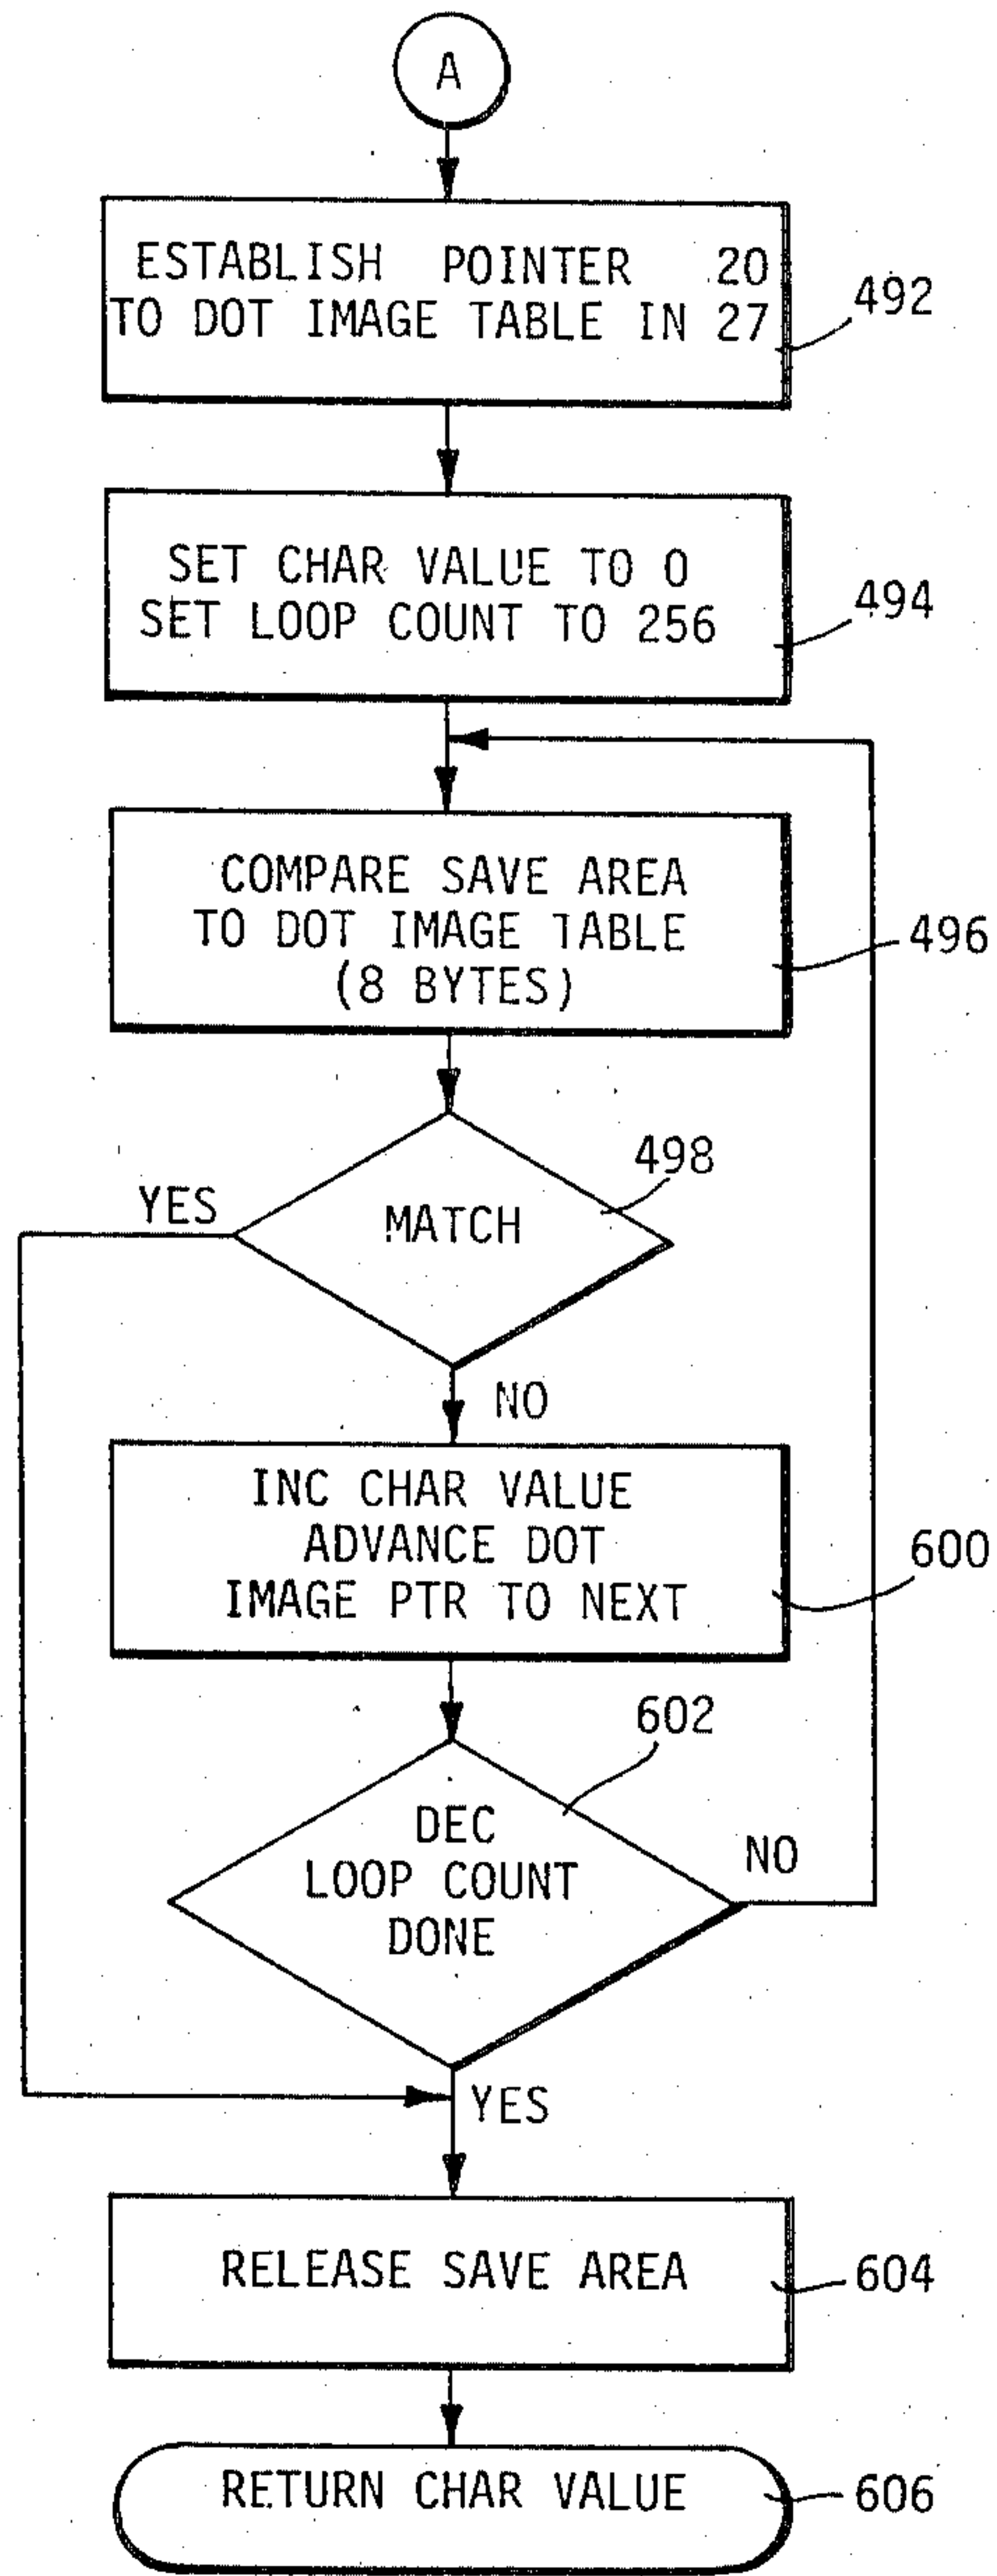 A
ESTABLISH POINTER 20
TO DOT IMAGE TABLE IN 27
492
SET CHAR VALUE TO 0
SET LOOP COUNT TO 256
494
COMPARE SAVE AREA
TO DOT IMAGE TABLE
(8 BYTES)
496
498
YES
MATCH
NO
INC CHAR VALUE
ADVANCE DOT
IMAGE PTR TO NEXT
600
602
DEC
LOOP COUNT
DONE
NO
YES
RELEASE SAVE AREA
604
RETURN CHAR VALUE
606